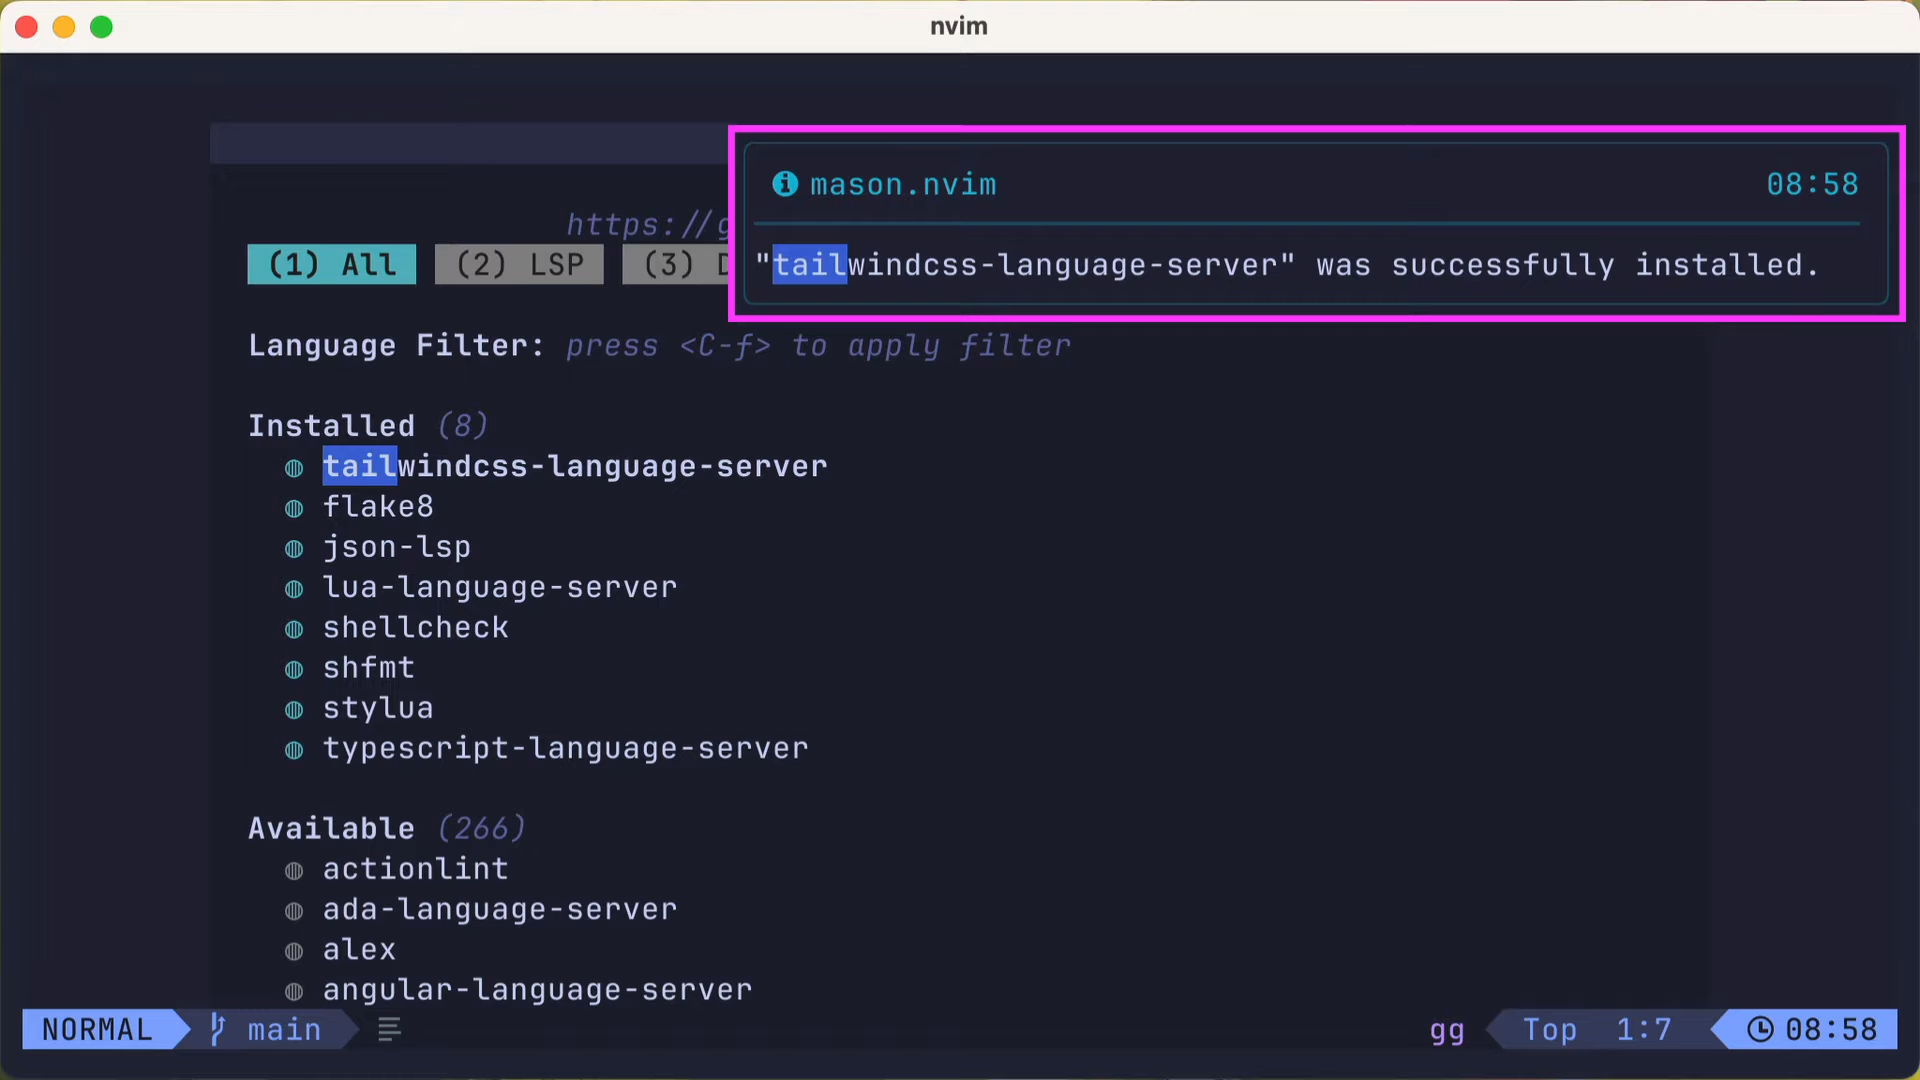 nvim
mason.nvim 08:58
https://g
(1) All (2) LSP (3) D
"tailwindcss-language-server" was successfully installed.
Language Filter: press <C-f> to apply filter
Installed (8)
◍ tailwindcss-language-server
◍ flake8
◍ json-lsp
◍ lua-language-server
◍ shellcheck
◍ shfmt
◍ stylua
◍ typescript-language-server
Available (266)
◍ actionlint
◍ ada-language-server
◍ alex
◍ angular-language-server
NORMAL main gg Top 1:7 08:58